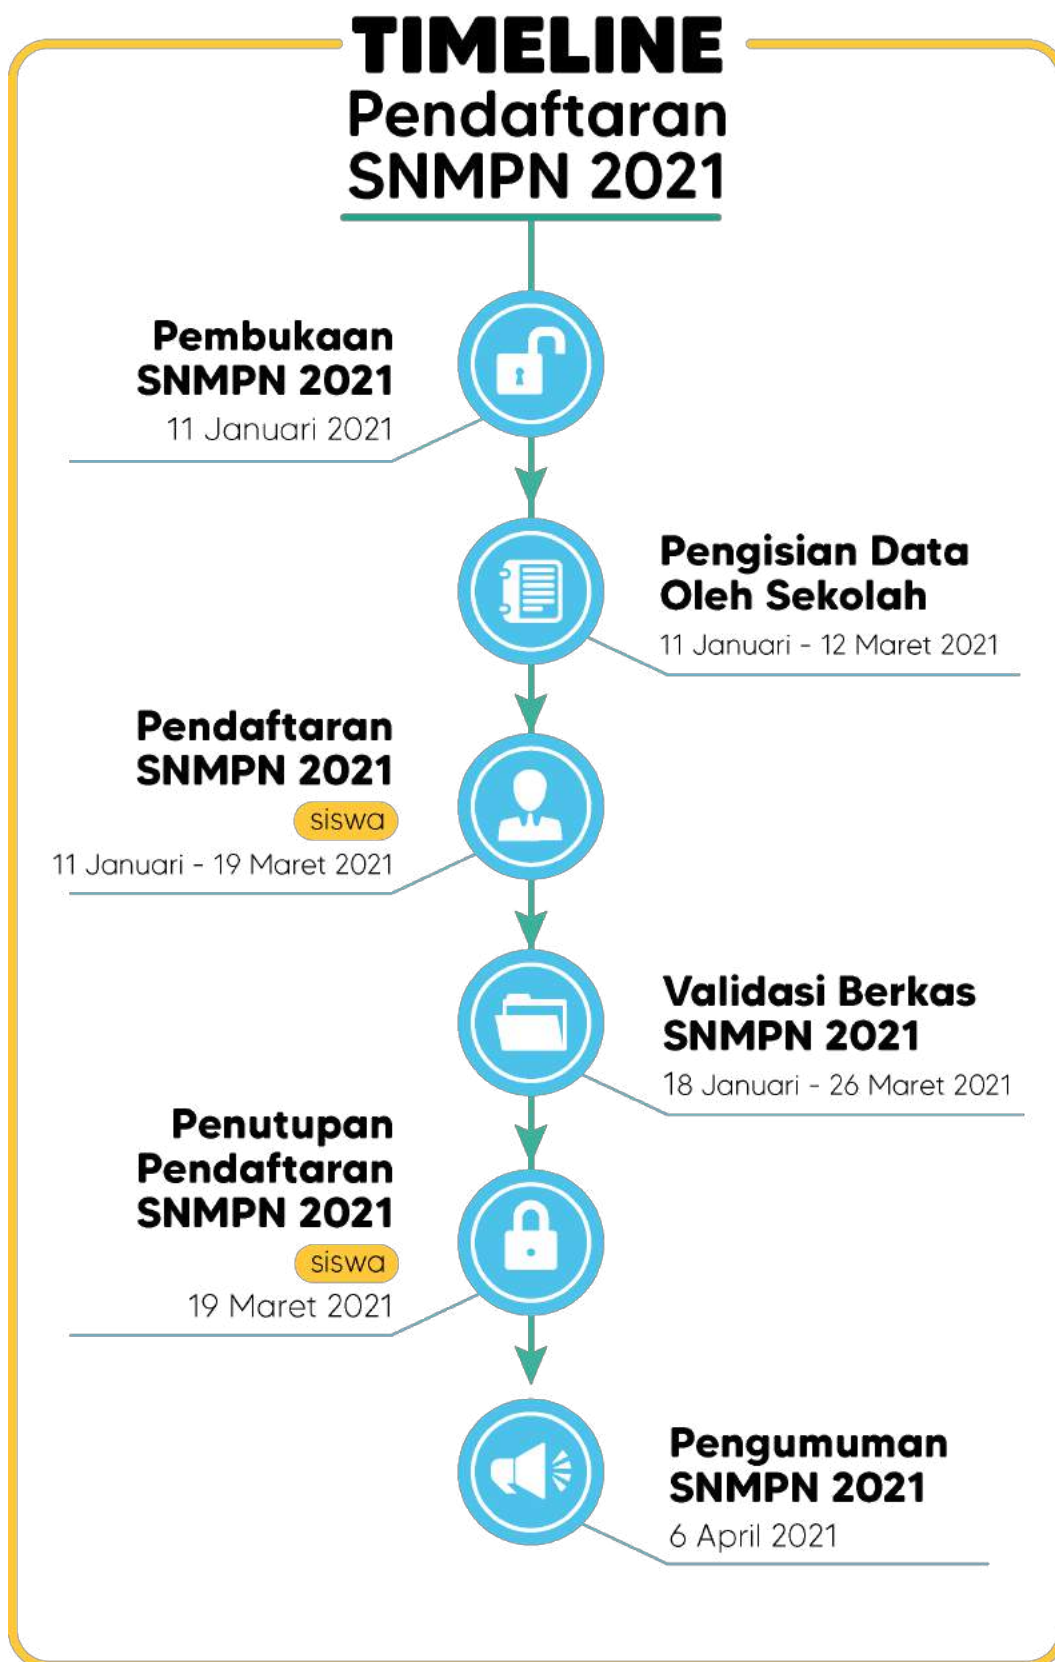 TIMELINE
Pendaftaran
SNMPN 2021
Pembukaan
SNMPN 2021
11 Januari 2021
Pengisian Data
Oleh Sekolah
11 Januari - 12 Maret 2021
Pendaftaran
SNMPN 2021
siswa
11 Januari - 19 Maret 2021
Validasi Berkas
SNMPN 2021
18 Januari - 26 Maret 2021
Penutupan
Pendaftaran
SNMPN 2021
siswa
19 Maret 2021
Pengumuman
SNMPN 2021
6 April 2021